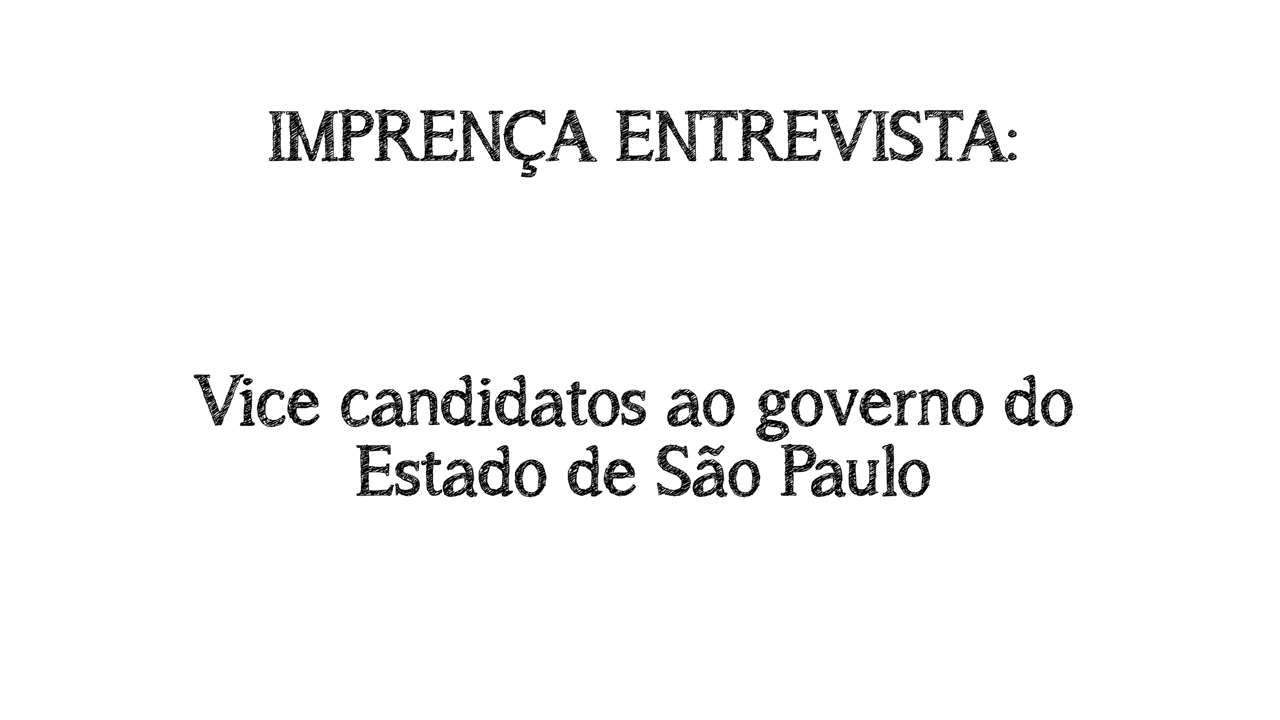 IMPRENÇA ENTREVISTA:
Vice candidatos ao governo do
Estado de São Paulo